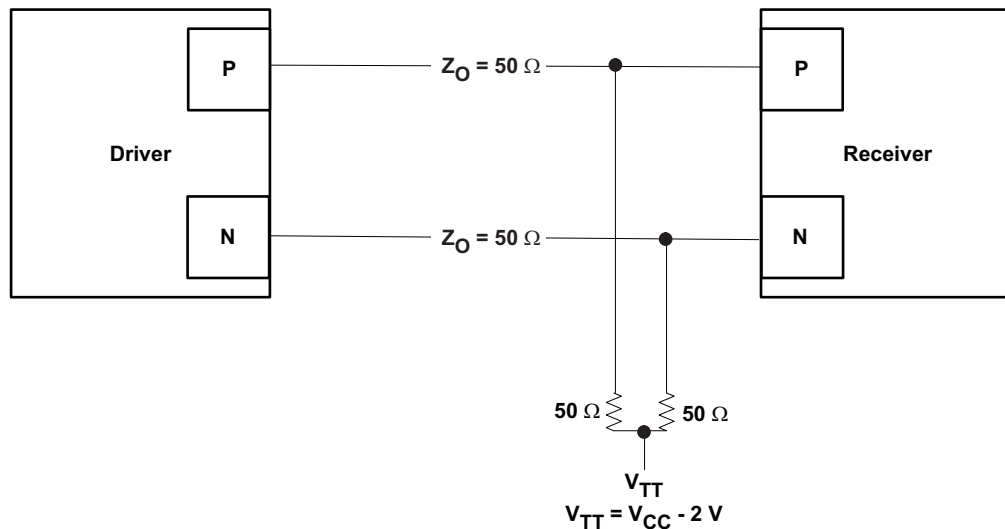 P
Z_O = 50 Ω
P
Driver
Receiver
N
Z_O = 50 Ω
N
50 Ω
50 Ω
V_TT
V_TT = V_CC - 2 V